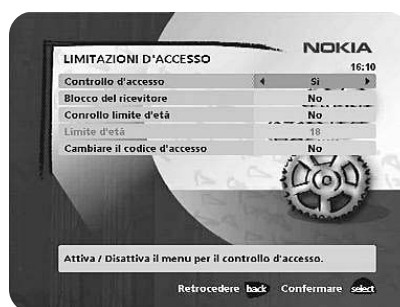 NOKIA
LIMITAZIONI D'ACCESSO
16:10
Controllo d'accesso Si
Blocco del ricevitore No
Conrollo limite d'età No
Limite d'età 18
Cambiare il codice d'accesso No
Attiva / Disattiva il menu per il controllo d'accesso.
Retrocedere back Confermare select